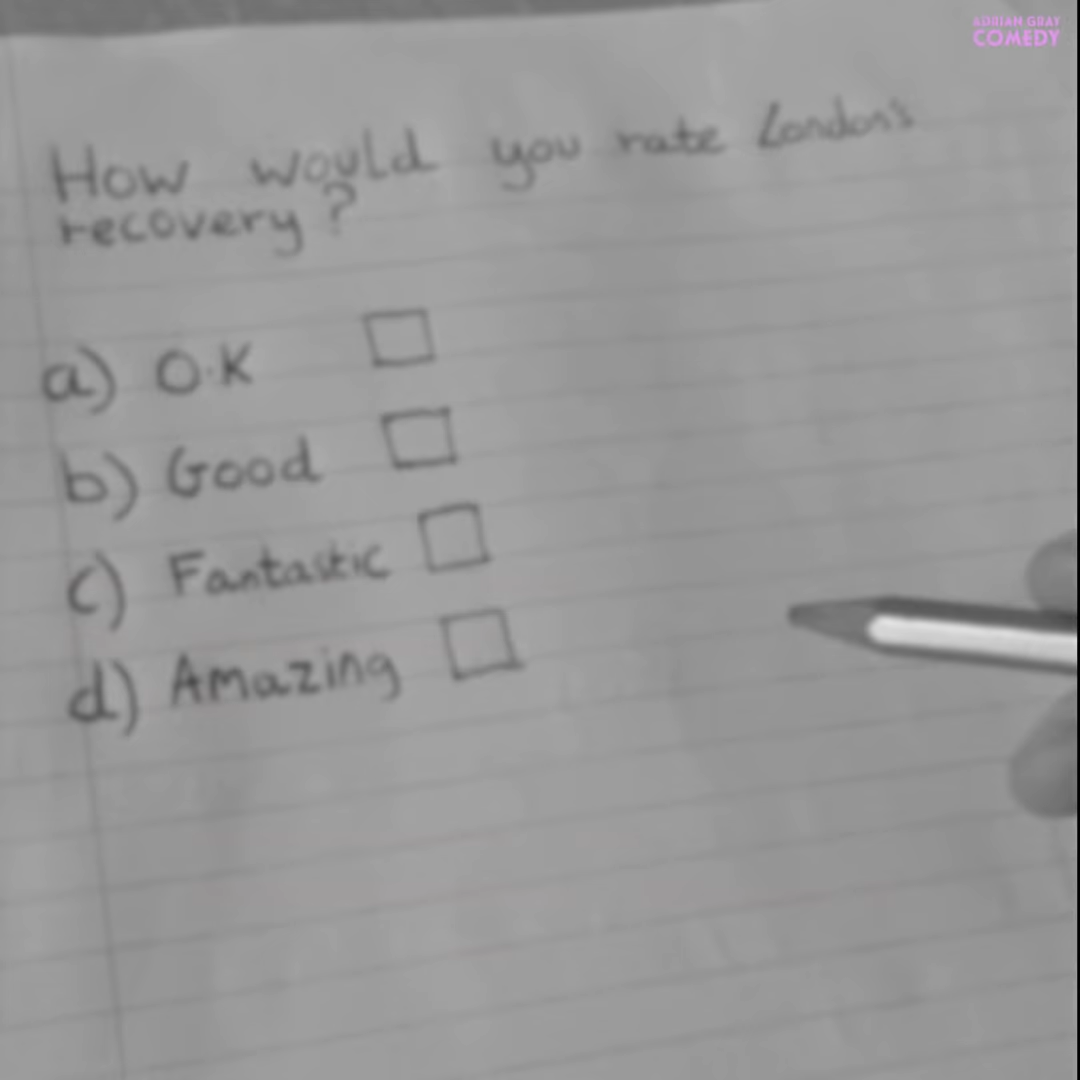 ADRIAN GRAY
COMEDY
How would you rate London's
recovery?
a) O.K
b) Good
c) Fantastic
d) Amazing